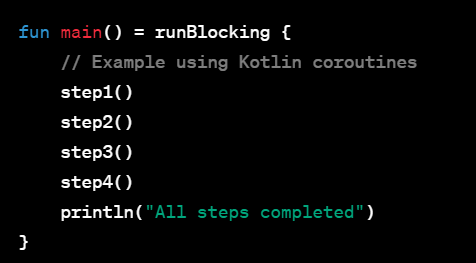 fun main() = runBlocking {
    // Example using Kotlin coroutines
    step1()
    step2()
    step3()
    step4()
    println("All steps completed")
}